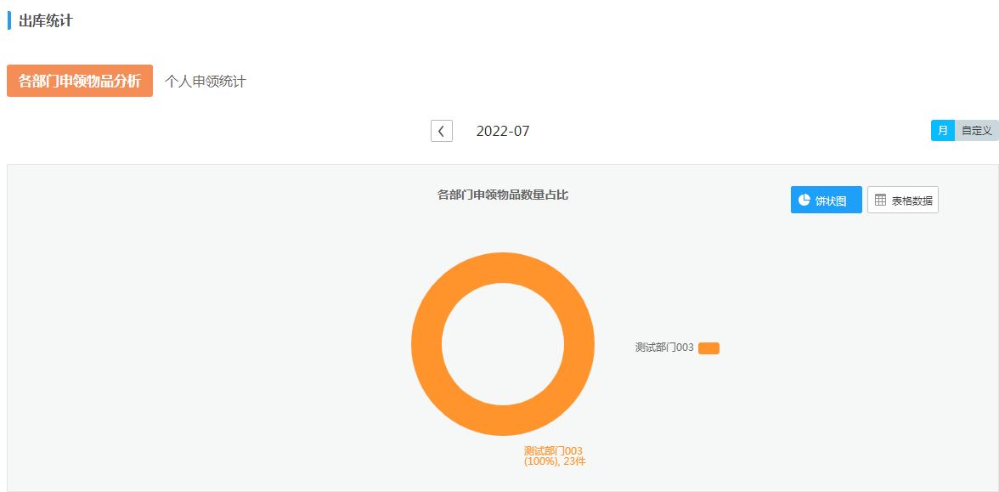 出库统计
各部门申领物品分析
个人申领统计
2022-07
月
自定义
各部门申领物品数量占比
饼状图
表格数据
测试部门003
测试部门003
(100%), 23件